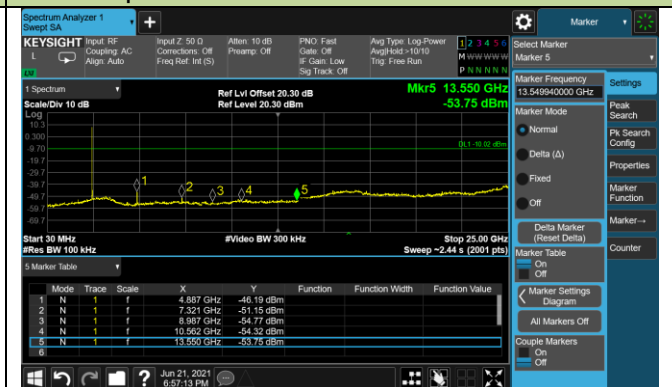 Spectrum Analyzer 1
Swept SA
Marker
KEYSIGHT Input: RF Input Z: 50 Ω Atten: 10 dB PNO: Fast Avg Type: Log-Power 1 2 3 4 5 6
L Coupling: AC Corrections: Off Preamp: Off Gate: Off Avg|Hold:>10/10 M W W W W W
Align: Auto Freq Ref: Int (S) IF Gain: Low Trig: Free Run
LU Sig Track: Off P N N N N N
Select Marker
Marker 5
1 Spectrum Ref Lvl Offset 20.30 dB Mkr5 13.550 GHz
Scale/Div 10 dB Ref Level 20.30 dBm -53.75 dBm
Log
10.3
0.300
-9.70 DL1 -10.02 dBm
-19.7
-29.7
-39.7 1
-49.7 2 3 4 5
-59.7
-69.7
Start 30 MHz #Video BW 300 kHz Stop 25.00 GHz
#Res BW 100 kHz Sweep ~2.44 s (2001 pts)
5 Marker Table
Mode Trace Scale X Y Function Function Width Function Value
1 N 1 f 4.887 GHz -46.19 dBm
2 N 1 f 7.321 GHz -51.15 dBm
3 N 1 f 8.987 GHz -54.77 dBm
4 N 1 f 10.562 GHz -54.32 dBm
5 N 1 f 13.550 GHz -53.75 dBm
6
Marker Frequency
13.549940000 GHz
Marker Mode
Normal
Delta (Δ)
Fixed
Off
Delta Marker
(Reset Delta)
Marker Table
On
Off
Marker Settings
Diagram
All Markers Off
Couple Markers
On
Off
Settings
Peak
Search
Pk Search
Config
Properties
Marker
Function
Marker→
Counter
Jun 21, 2021
6:57:13 PM